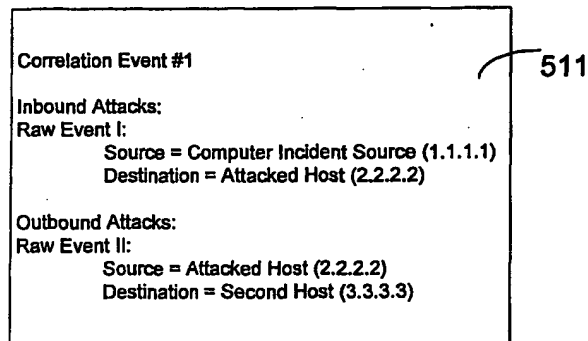 Correlation Event #1
511
Inbound Attacks:
Raw Event I:
Source = Computer Incident Source (1.1.1.1)
Destination = Attacked Host (2.2.2.2)
Outbound Attacks:
Raw Event II:
Source = Attacked Host (2.2.2.2)
Destination = Second Host (3.3.3.3)